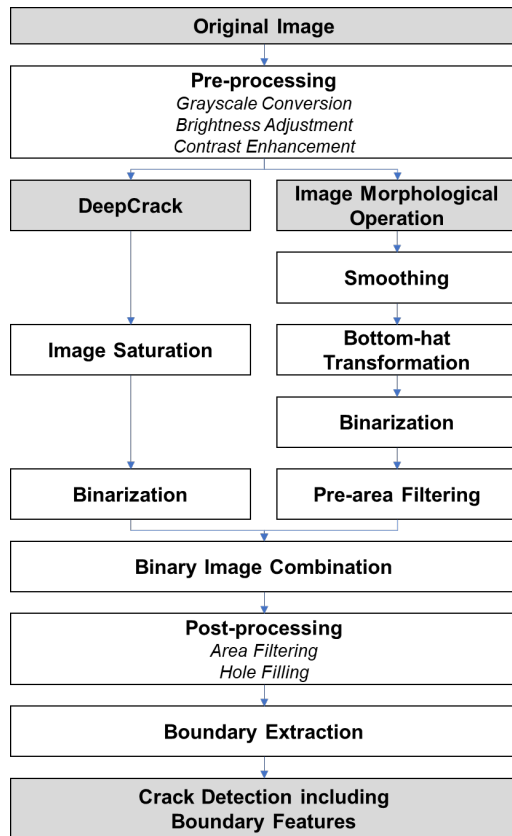 Original Image
Pre-processing
Grayscale Conversion
Brightness Adjustment
Contrast Enhancement
DeepCrack
Image Morphological
Operation
Smoothing
Image Saturation
Bottom-hat
Transformation
Binarization
Binarization
Pre-area Filtering
Binary Image Combination
Post-processing
Area Filtering
Hole Filling
Boundary Extraction
Crack Detection including
Boundary Features